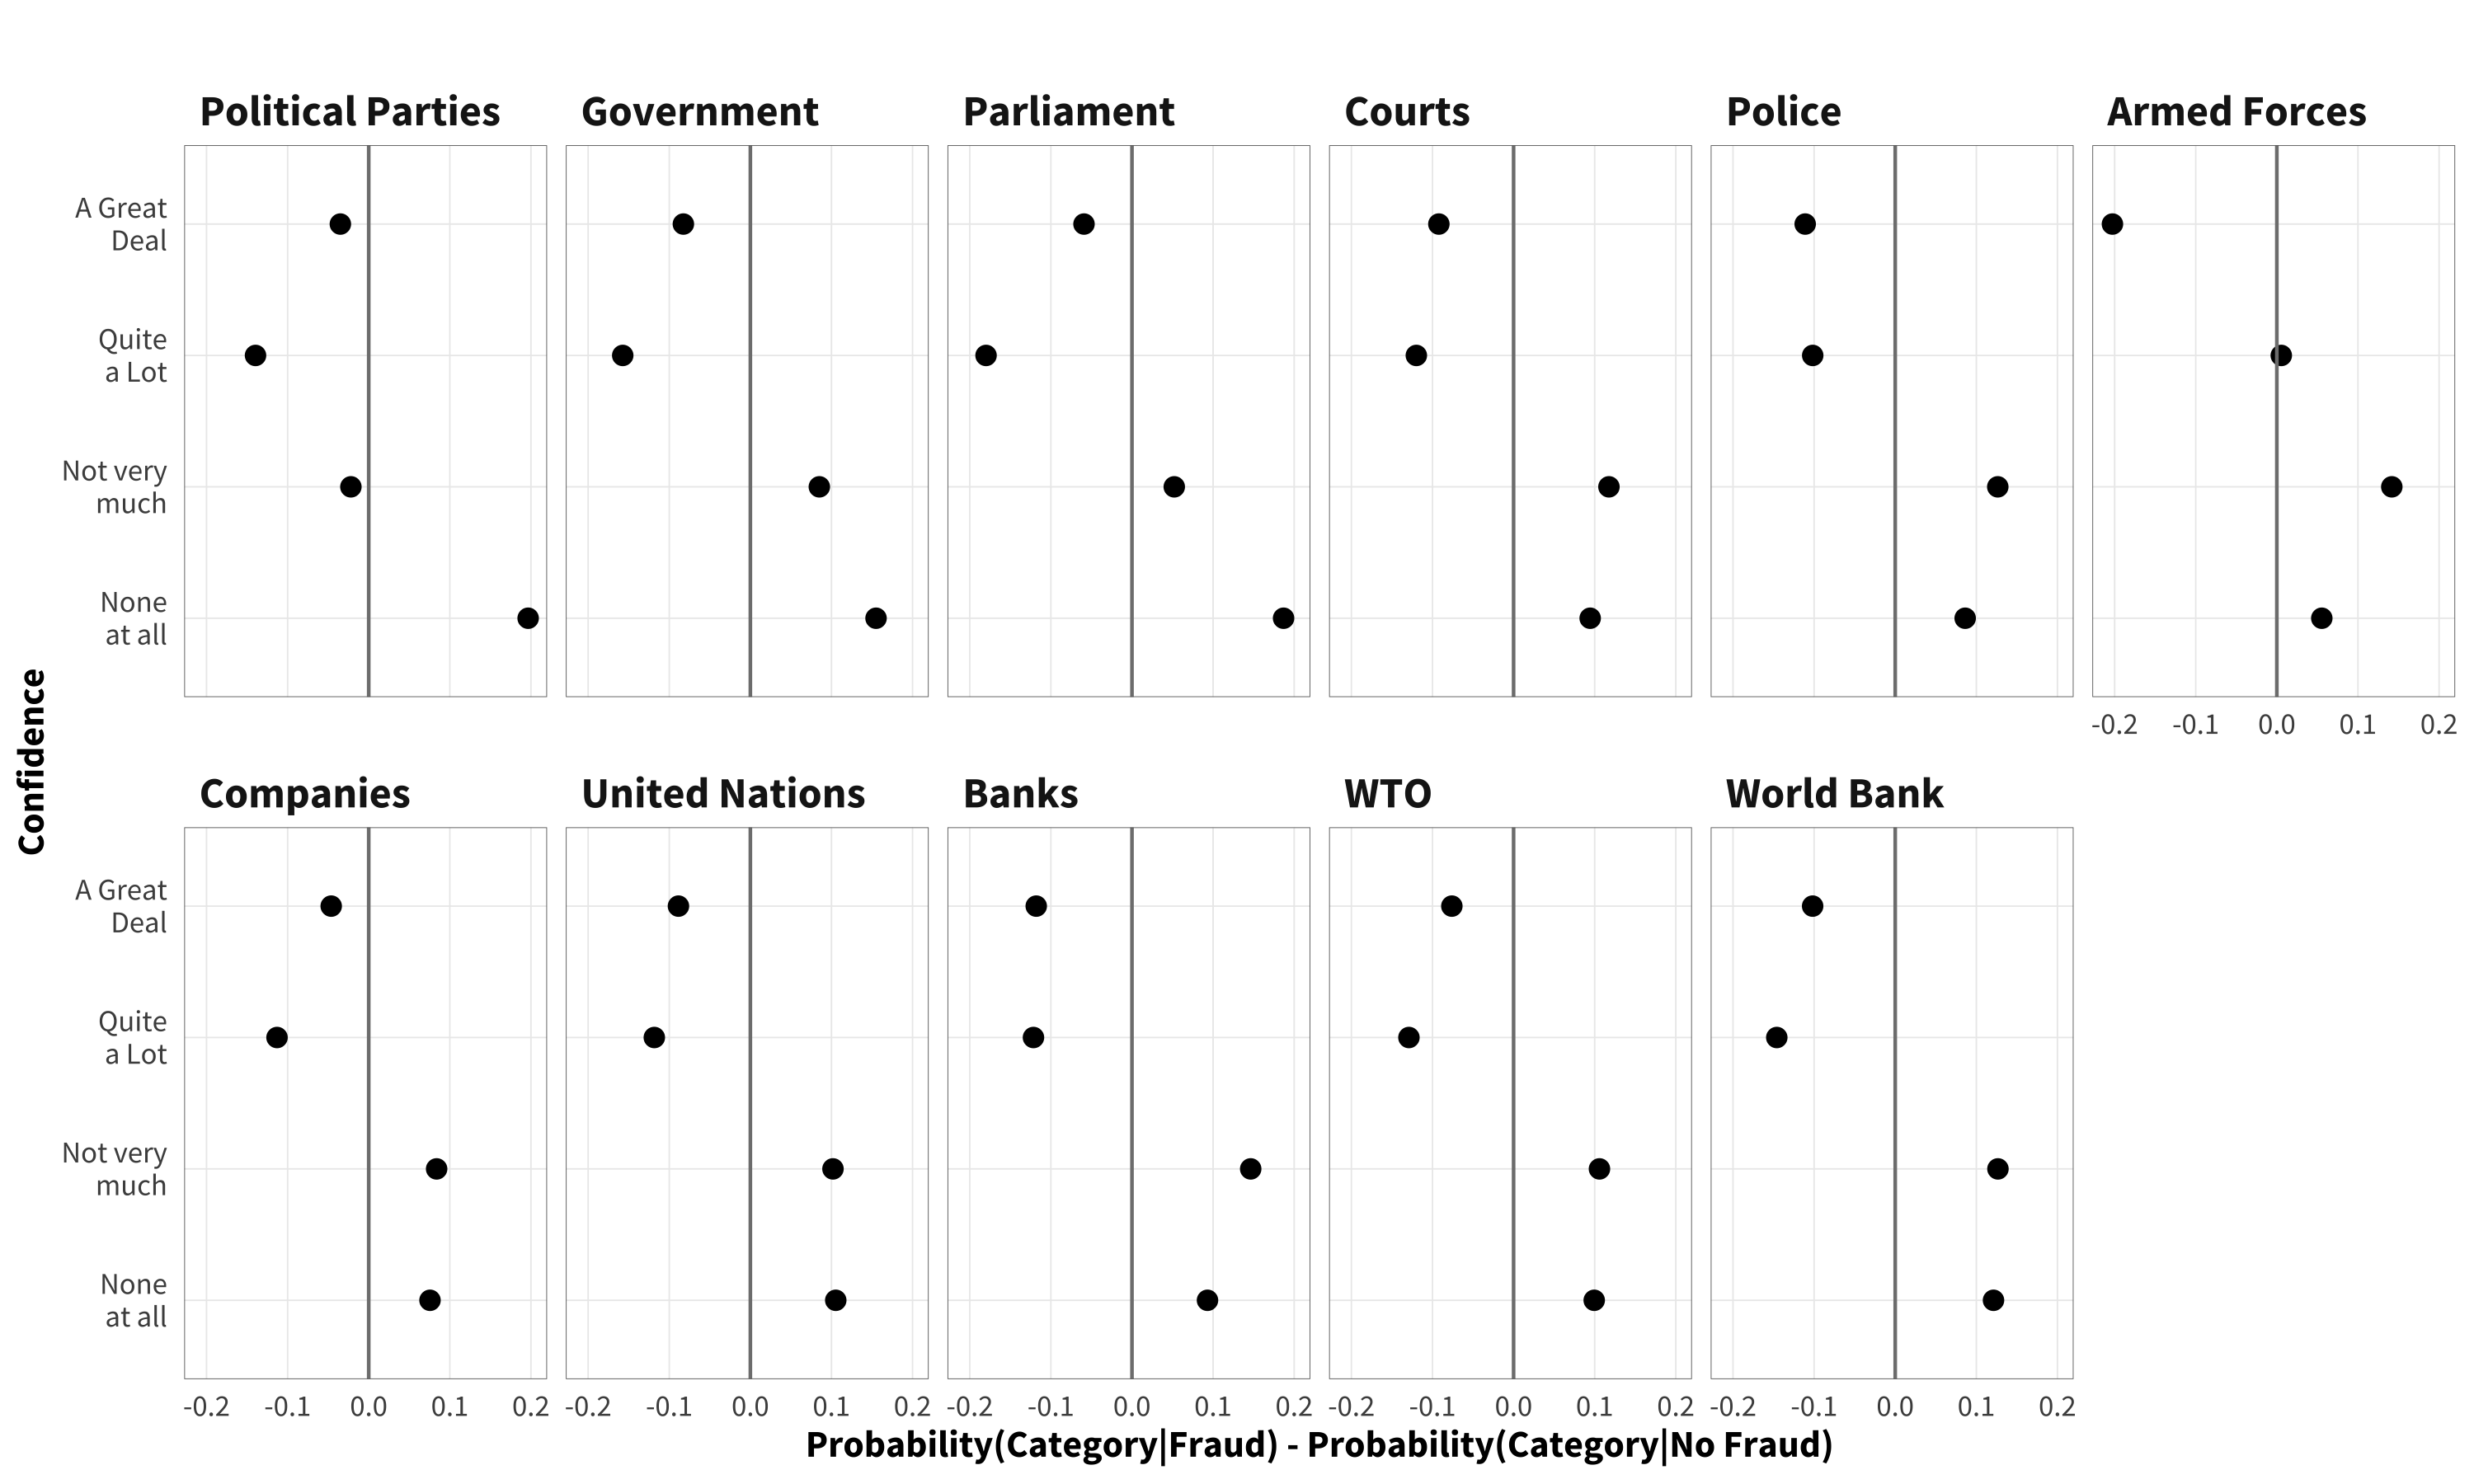 Political Parties
Government
Parliament
Courts
Police
Armed Forces
A Great
Deal
Quite
a Lot
Not very
much
None
at all
-0.2 -0.1 0.0 0.1 0.2
Confidence
Companies
United Nations
Banks
WTO
World Bank
A Great
Deal
Quite
a Lot
Not very
much
None
at all
-0.2 -0.1 0.0 0.1 0.2
-0.2 -0.1 0.0 0.1 0.2
-0.2 -0.1 0.0 0.1 0.2
-0.2 -0.1 0.0 0.1 0.2
-0.2 -0.1 0.0 0.1 0.2
Probability(Category|Fraud) - Probability(Category|No Fraud)